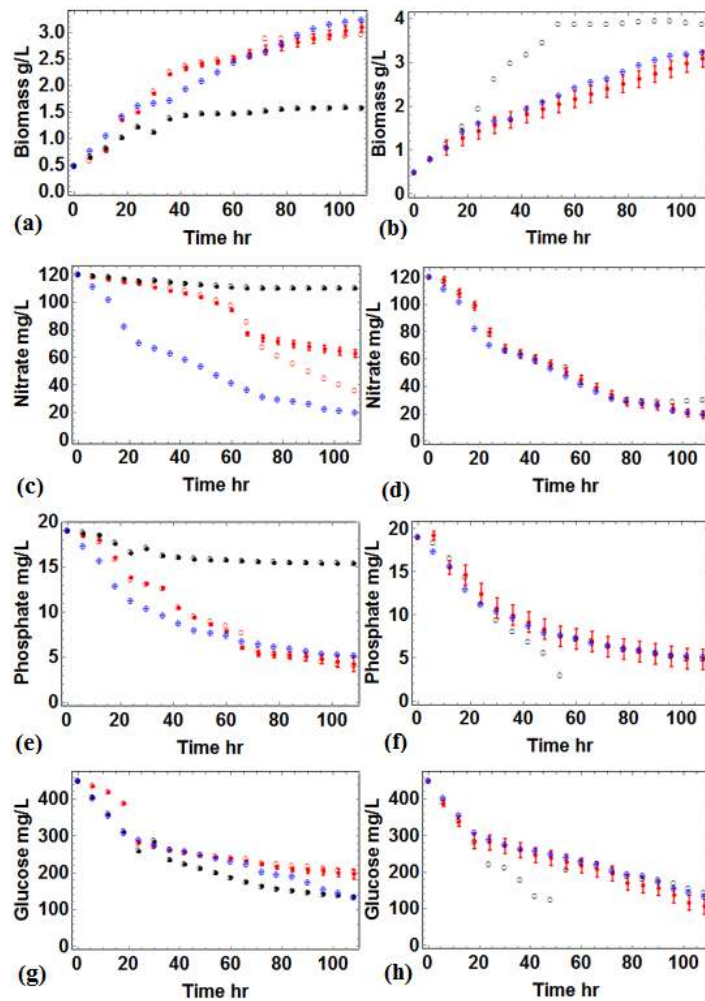 Biomass g/L
3.0
2.5
2.0
1.5
1.0
0.5
0.0
0 20 40 60 80 100
Time hr
(a)
Biomass g/L
4
3
2
1
0
0 20 40 60 80 100
Time hr
(b)
Nitrate mg/L
120
100
80
60
40
20
0
0 20 40 60 80 100
Time hr
(c)
Nitrate mg/L
120
100
80
60
40
20
0
0 20 40 60 80 100
Time hr
(d)
Phosphate mg/L
20
15
10
5
0
0 20 40 60 80 100
Time hr
(e)
Phosphate mg/L
20
15
10
5
0
0 20 40 60 80 100
Time hr
(f)
Glucose mg/L
400
300
200
100
0
0 20 40 60 80 100
Time hr
(g)
Glucose mg/L
400
300
200
100
0
0 20 40 60 80 100
Time hr
(h)